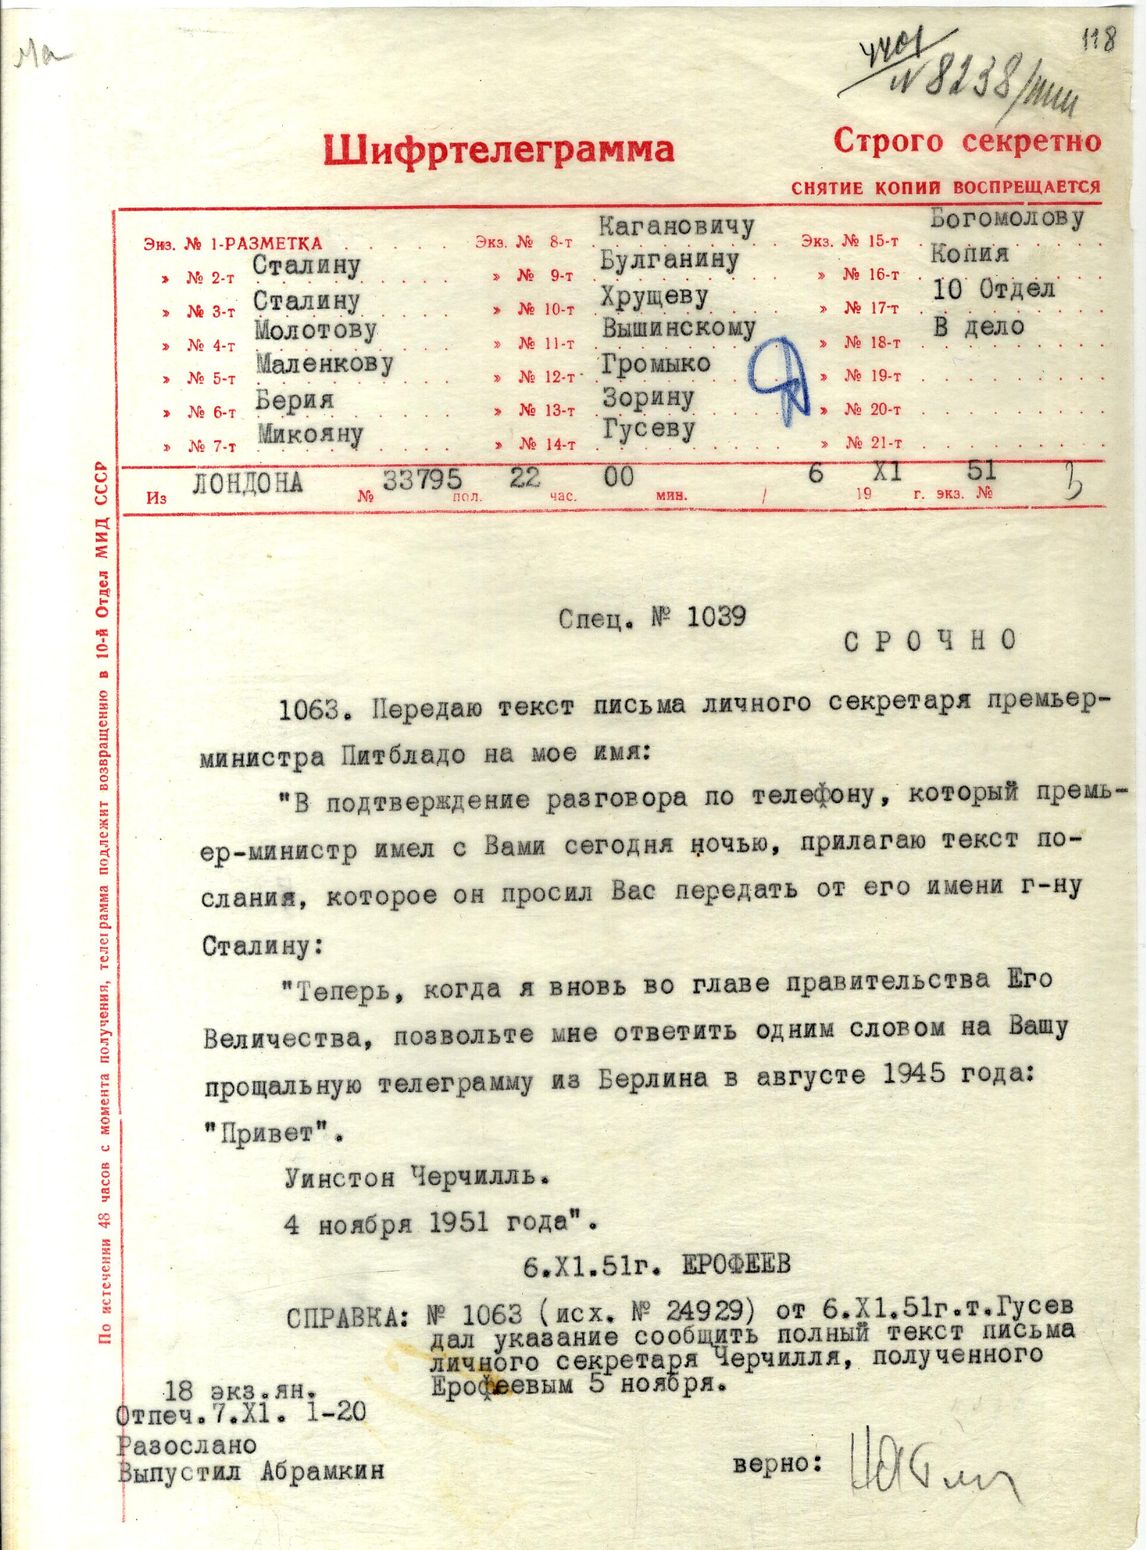 118
№ 8238/
Шифртелеграмма
Строго секретно
СНЯТИЕ КОПИЙ ВОСПРЕЩАЕТСЯ
Экз. № 1-РАЗМЕТКА
» № 2-т Сталину
» № 3-т Сталину
» № 4-т Молотову
» № 5-т Маленкову
» № 6-т Берия
» № 7-т Микояну
Экз. № 8-т Кагановичу
» № 9-т Булганину
» № 10-т Хрущеву
» № 11-т Вышинскому
» № 12-т Громыко
» № 13-т Зорину
» № 14-т Гусеву
Экз. № 15-т Богомолову
» № 16-т Копия
» № 17-т 10 Отдел
» № 18-т В дело
» № 19-т
» № 20-т
» № 21-т
Из ЛОНДОНА № 33795 пол. 22 час. 00 мин. / 6 X1 1951 г. экз. № 3
По истечении 48 часов с момента получения, телеграмма подлежит возвращению в 10-й Отдел МИД СССР
Спец. № 1039
СРОЧНО
1063. Передаю текст письма личного секретаря премьер-
министра Питбладо на мое имя:
"В подтверждение разговора по телефону, который премь-
ер-министр имел с Вами сегодня ночью, прилагаю текст по-
слания, которое он просил Вас передать от его имени г-ну
Сталину:
"Теперь, когда я вновь во главе правительства Его
Величества, позвольте мне ответить одним словом на Вашу
прощальную телеграмму из Берлина в августе 1945 года:
"Привет".
Уинстон Черчилль.
4 ноября 1951 года".
6.X1.51г. ЕРОФЕЕВ
СПРАВКА: № 1063 (исх. № 24929) от 6.X1.51г.т.Гусев
дал указание сообщить полный текст письма
личного секретаря Черчилля, полученного
Ерофеевым 5 ноября.
18 экз.ян.
Отпеч.7.X1. 1-20
Разослано
Выпустил Абрамкин
верно: